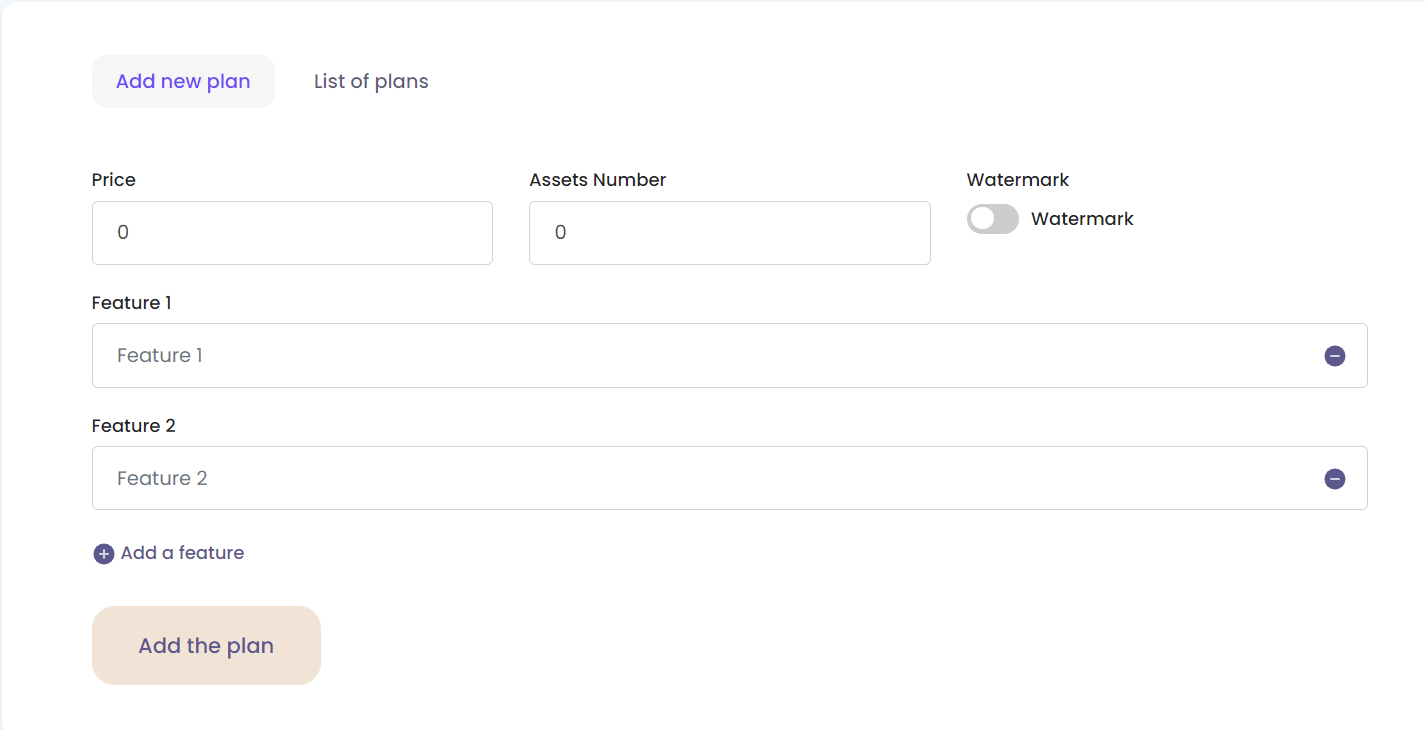 Add new plan List of plans
Price Assets Number Watermark
0 0 Watermark
Feature 1
Feature 1
Feature 2
Feature 2
Add a feature
Add the plan